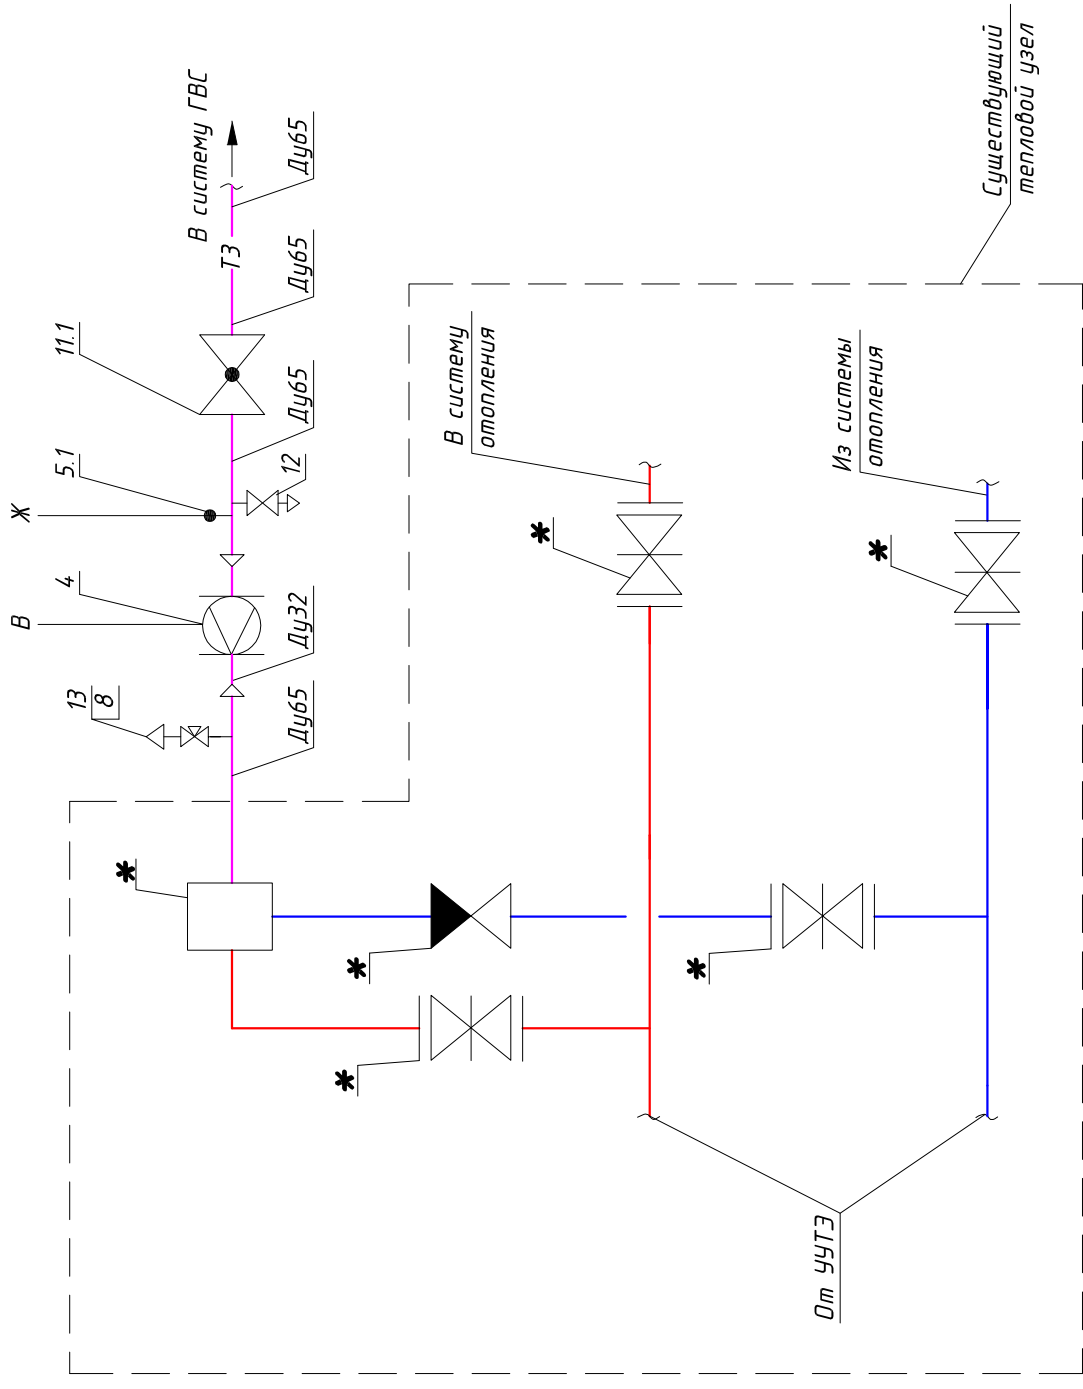 От УУТЭ
*
*
*
*
Ду65
13
8
Ду32
В
4
Ж
5.1
12
Ду65
11.1
Ду65
Т3
Ду65
В систему ГВС
*
В систему
отопления
*
Из системы
отопления
Существующий
тепловой узел